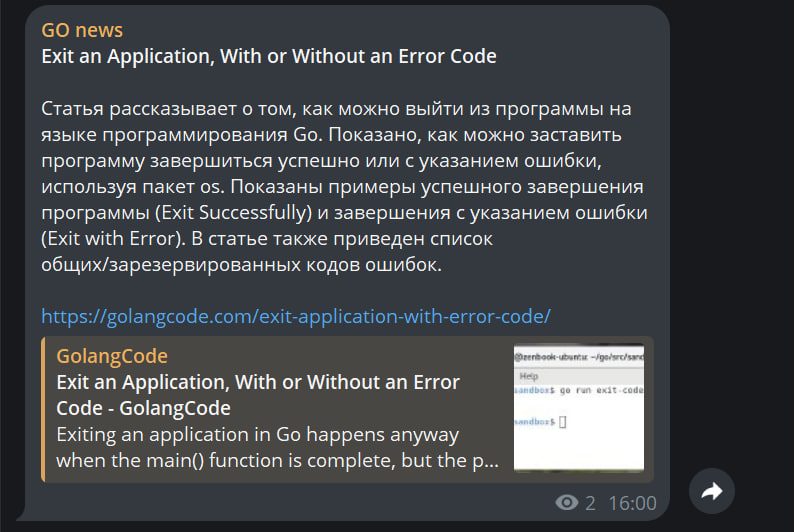 GO news
Exit an Application, With or Without an Error Code
Статья рассказывает о том, как можно выйти из программы на
языке программирования Go. Показано, как можно заставить
программу завершиться успешно или с указанием ошибки,
используя пакет os. Показаны примеры успешного завершения
программы (Exit Successfully) и завершения с указанием ошибки
(Exit with Error). В статье также приведен список
общих/зарезервированных кодов ошибок.
https://golangcode.com/exit-application-with-error-code/
GolangCode
Exit an Application, With or Without an Error
Code - GolangCode
Exiting an application in Go happens anyway
when the main() function is complete, but the p...
@zenbook-ubuntu: ~/go/src/sand
Help
sandbox$ go run exit-code
sandbox$
2 16:00